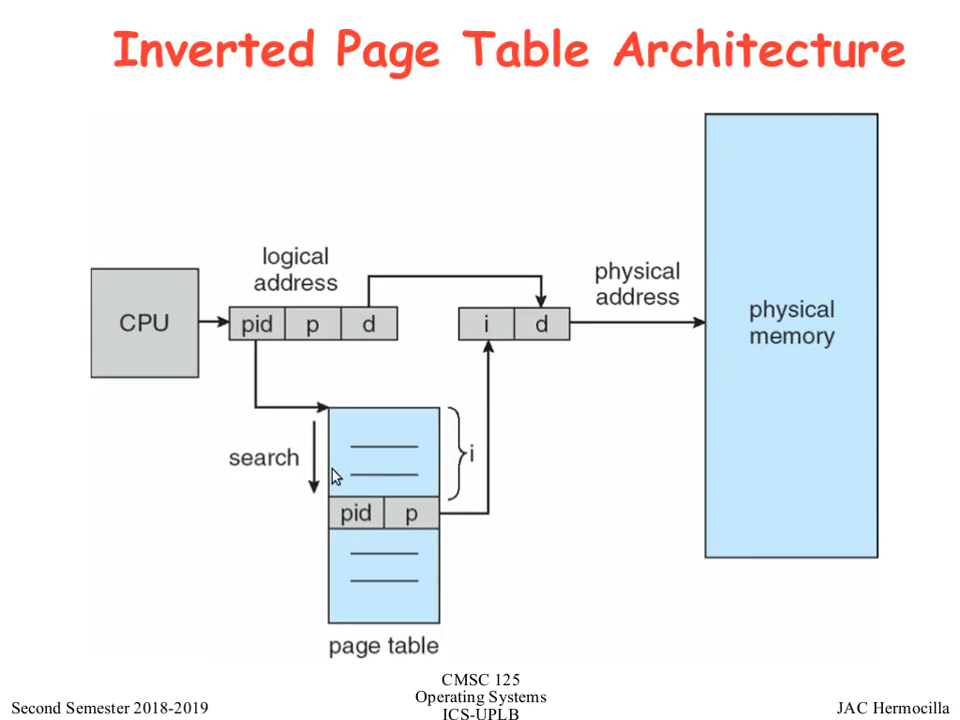 Inverted Page Table Architecture
logical
address
physical
address
CPU
pid
p
d
i
d
physical
memory
search
i
pid
p
page table
CMSC 125
Operating Systems
ICS-UPLB
Second Semester 2018-2019
JAC Hermocilla